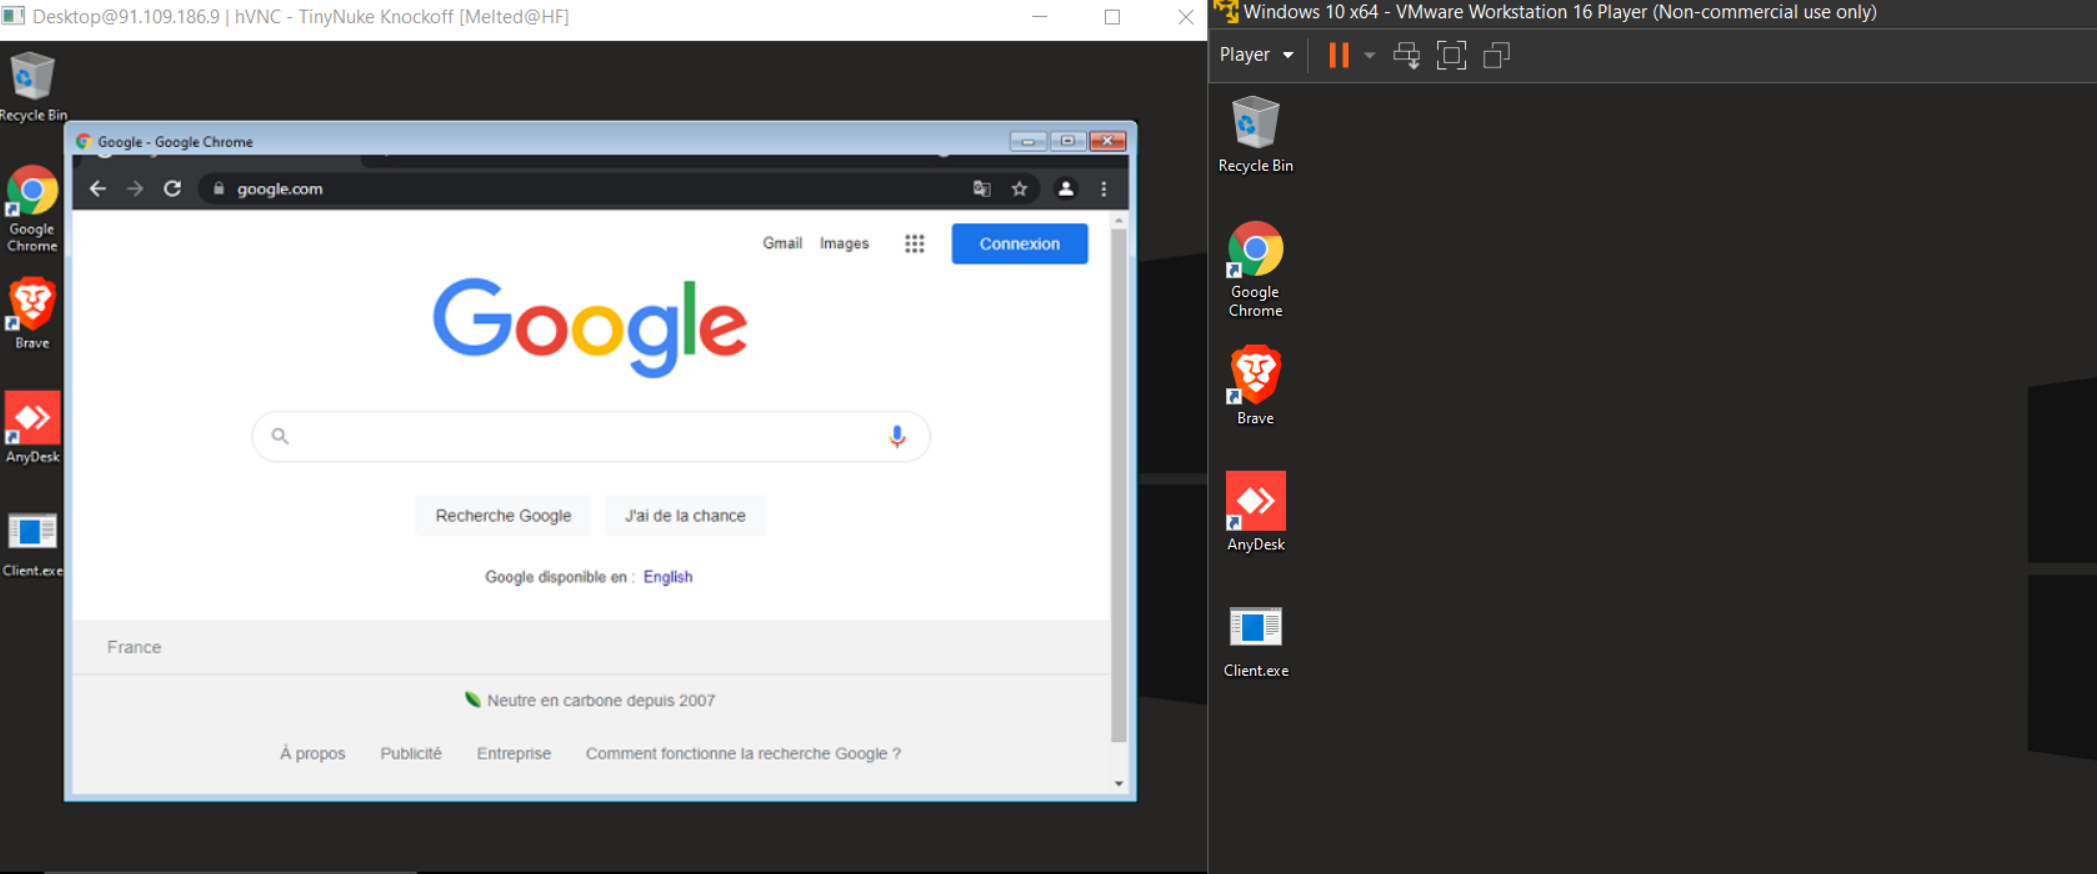 Desktop@91.109.186.9 | hVNC - TinyNuke Knockoff [Melted@HF]
Recycle Bin
Google
Chrome
Brave
AnyDesk
Client.exe
Google - Google Chrome
google.com
Gmail Images Connexion
Google
Recherche Google J'ai de la chance
Google disponible en : English
France
Neutre en carbone depuis 2007
À propos Publicité Entreprise Comment fonctionne la recherche Google ?
Windows 10 x64 - VMware Workstation 16 Player (Non-commercial use only)
Player
Recycle Bin
Google
Chrome
Brave
AnyDesk
Client.exe